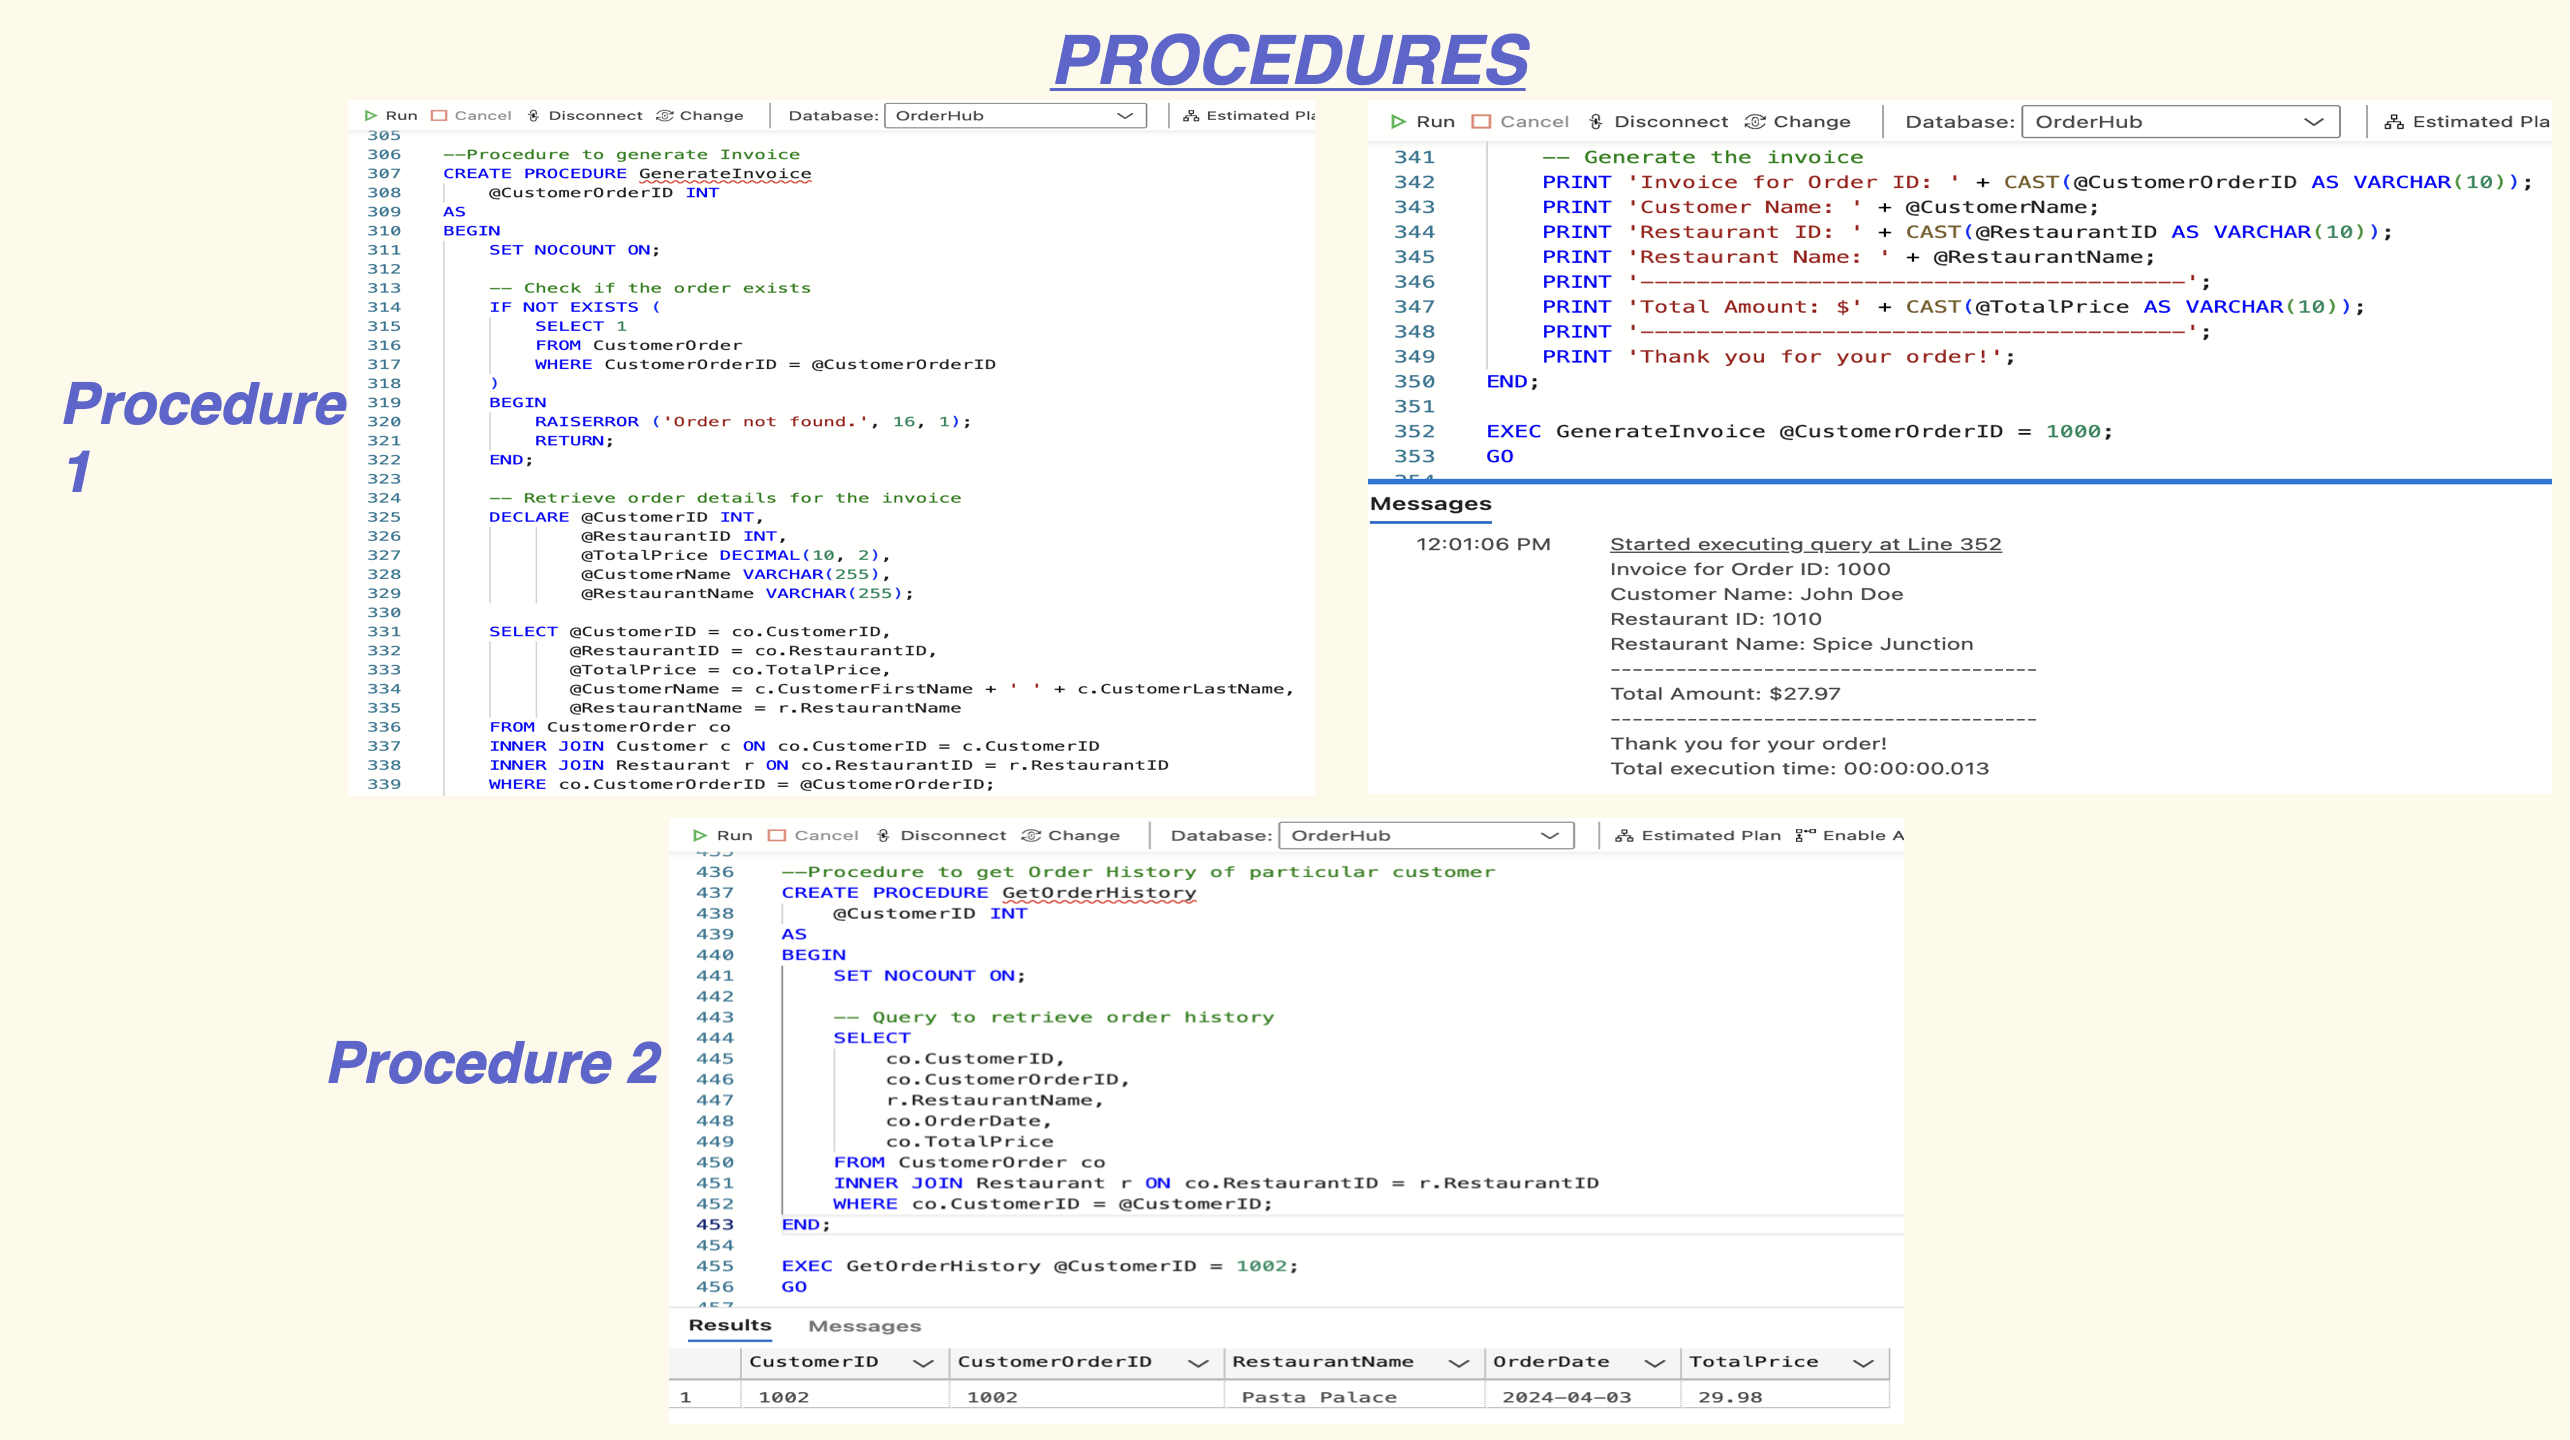 PROCEDURES
Procedure
1
Run Cancel Disconnect Change Database: OrderHub Estimated Pla
305
306 --Procedure to generate Invoice
307 CREATE PROCEDURE GenerateInvoice
308 @CustomerOrderID INT
309 AS
310 BEGIN
311 SET NOCOUNT ON;
312
313 -- Check if the order exists
314 IF NOT EXISTS (
315 SELECT 1
316 FROM CustomerOrder
317 WHERE CustomerOrderID = @CustomerOrderID
318 )
319 BEGIN
320 RAISERROR ('Order not found.', 16, 1);
321 RETURN;
322 END;
323
324 -- Retrieve order details for the invoice
325 DECLARE @CustomerID INT,
326 @RestaurantID INT,
327 @TotalPrice DECIMAL(10, 2),
328 @CustomerName VARCHAR(255),
329 @RestaurantName VARCHAR(255);
330
331 SELECT @CustomerID = co.CustomerID,
332 @RestaurantID = co.RestaurantID,
333 @TotalPrice = co.TotalPrice,
334 @CustomerName = c.CustomerFirstName + ' ' + c.CustomerLastName,
335 @RestaurantName = r.RestaurantName
336 FROM CustomerOrder co
337 INNER JOIN Customer c ON co.CustomerID = c.CustomerID
338 INNER JOIN Restaurant r ON co.RestaurantID = r.RestaurantID
339 WHERE co.CustomerOrderID = @CustomerOrderID;
Run Cancel Disconnect Change Database: OrderHub Estimated Pla
341 -- Generate the invoice
342 PRINT 'Invoice for Order ID: ' + CAST(@CustomerOrderID AS VARCHAR(10));
343 PRINT 'Customer Name: ' + @CustomerName;
344 PRINT 'Restaurant ID: ' + CAST(@RestaurantID AS VARCHAR(10));
345 PRINT 'Restaurant Name: ' + @RestaurantName;
346 PRINT '---------------------------------------';
347 PRINT 'Total Amount: $' + CAST(@TotalPrice AS VARCHAR(10));
348 PRINT '---------------------------------------';
349 PRINT 'Thank you for your order!';
350 END;
351
352 EXEC GenerateInvoice @CustomerOrderID = 1000;
353 GO
Messages
12:01:06 PM Started executing query at Line 352
Invoice for Order ID: 1000
Customer Name: John Doe
Restaurant ID: 1010
Restaurant Name: Spice Junction
---------------------------------------
Total Amount: $27.97
---------------------------------------
Thank you for your order!
Total execution time: 00:00:00.013
Procedure 2
Run Cancel Disconnect Change Database: OrderHub Estimated Plan Enable A
436 --Procedure to get Order History of particular customer
437 CREATE PROCEDURE GetOrderHistory
438 @CustomerID INT
439 AS
440 BEGIN
441 SET NOCOUNT ON;
442
443 -- Query to retrieve order history
444 SELECT
445 co.CustomerID,
446 co.CustomerOrderID,
447 r.RestaurantName,
448 co.OrderDate,
449 co.TotalPrice
450 FROM CustomerOrder co
451 INNER JOIN Restaurant r ON co.RestaurantID = r.RestaurantID
452 WHERE co.CustomerID = @CustomerID;
453 END;
454
455 EXEC GetOrderHistory @CustomerID = 1002;
456 GO
Results Messages
CustomerID CustomerOrderID RestaurantName OrderDate TotalPrice
1 1002 1002 Pasta Palace 2024-04-03 29.98